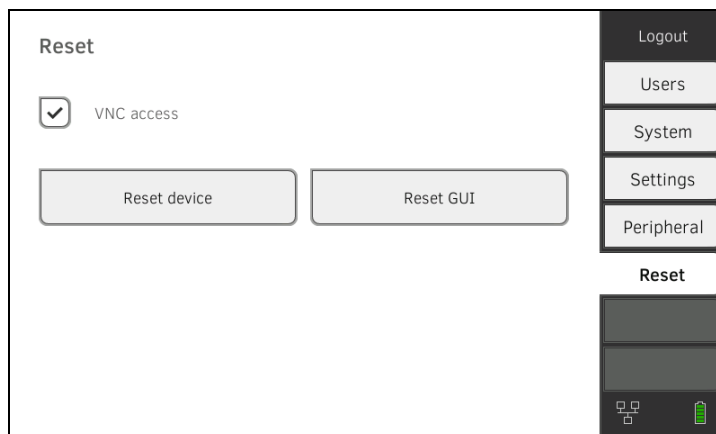 Reset
VNC access
Reset device
Reset GUI
Logout
Users
System
Settings
Peripheral
Reset